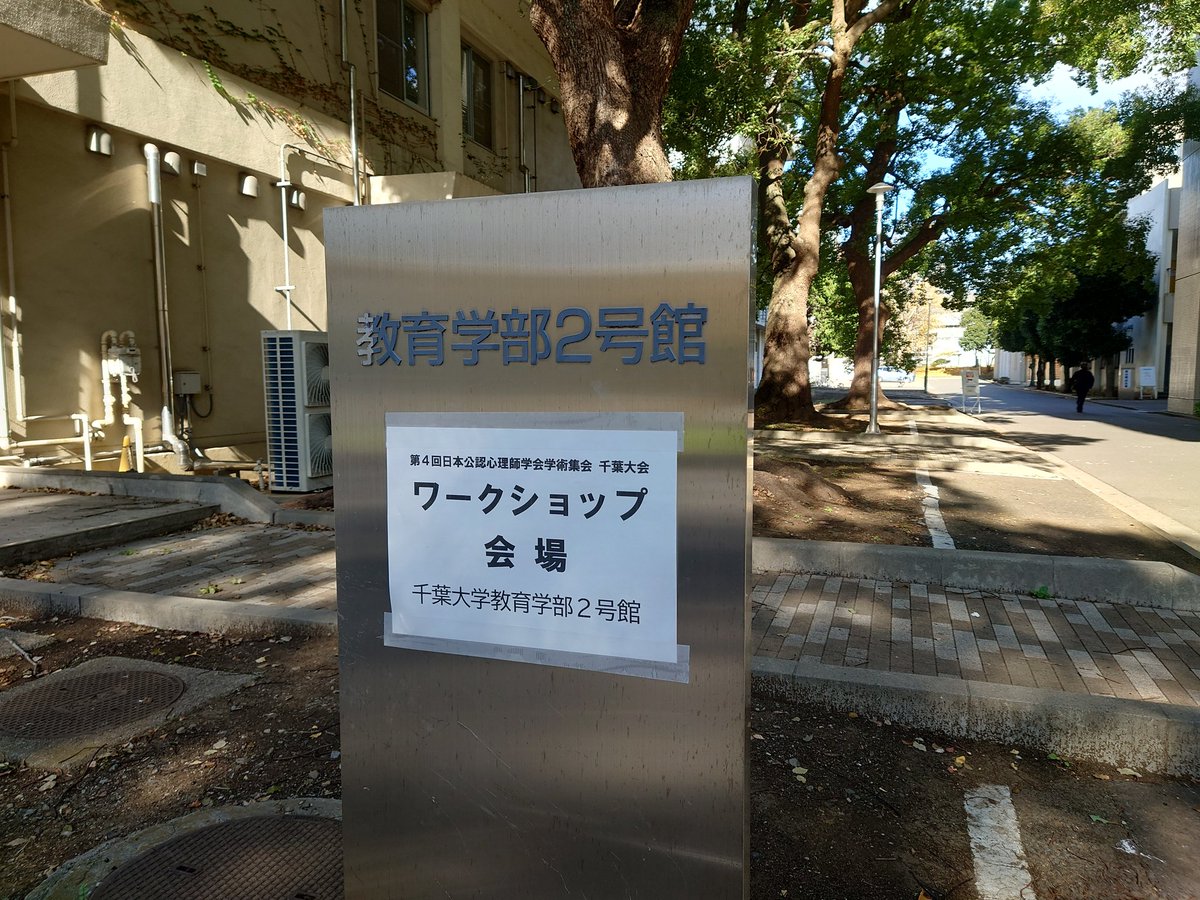 教育学部2号館
第4回日本公認心理師学会学術集会 千葉大会
ワークショップ
会場
千葉大学教育学部2号館